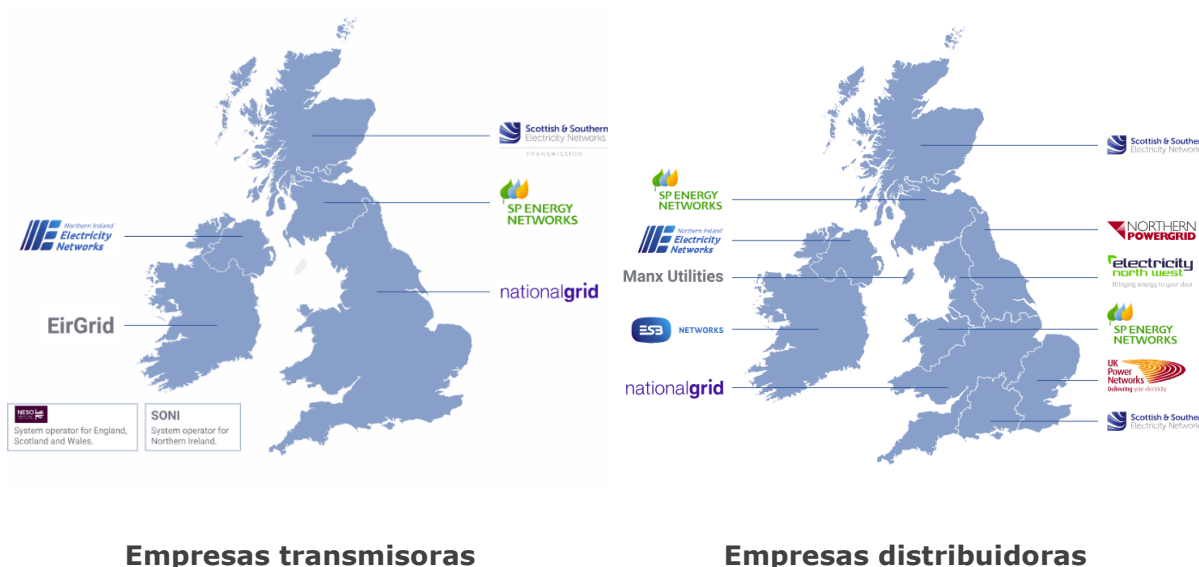 Scottish & Southern
Electricity Networks
TRANSMISSION
SP ENERGY
NETWORKS
Northern Ireland
Electricity
Networks
nationalgrid
EirGrid
NESO
System operator for England,
Scotland and Wales.
SONI
System operator for
Northern Ireland.
Empresas transmisoras
Scottish & Southern
Electricity Network
SP ENERGY
NETWORKS
NORTHERN
POWERGRID
Northern Ireland
Electricity
Networks
electricity
north west
Bringing energy to your door
Manx Utilities
ESB NETWORKS
SP ENERGY
NETWORKS
UK
Power
Networks
Delivering your electricity
nationalgrid
Scottish & Southern
Electricity Network
Empresas distribuidoras